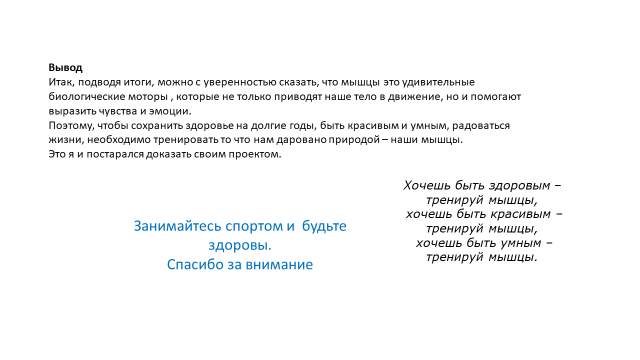 Вывод
Итак, подводя итоги, можно с уверенностью сказать, что мышцы это удивительные
биологические моторы , которые не только приводят наше тело в движение, но и помогают
выразить чувства и эмоции.
Поэтому, чтобы сохранить здоровье на долгие годы, быть красивым и умным, радоваться
жизни, необходимо тренировать то что нам даровано природой – наши мышцы.
Это я и постарался доказать своим проектом.
Занимайтесь спортом и будьте
здоровы.
Спасибо за внимание
Хочешь быть здоровым –
тренируй мышцы,
хочешь быть красивым –
тренируй мышцы,
хочешь быть умным –
тренируй мышцы.